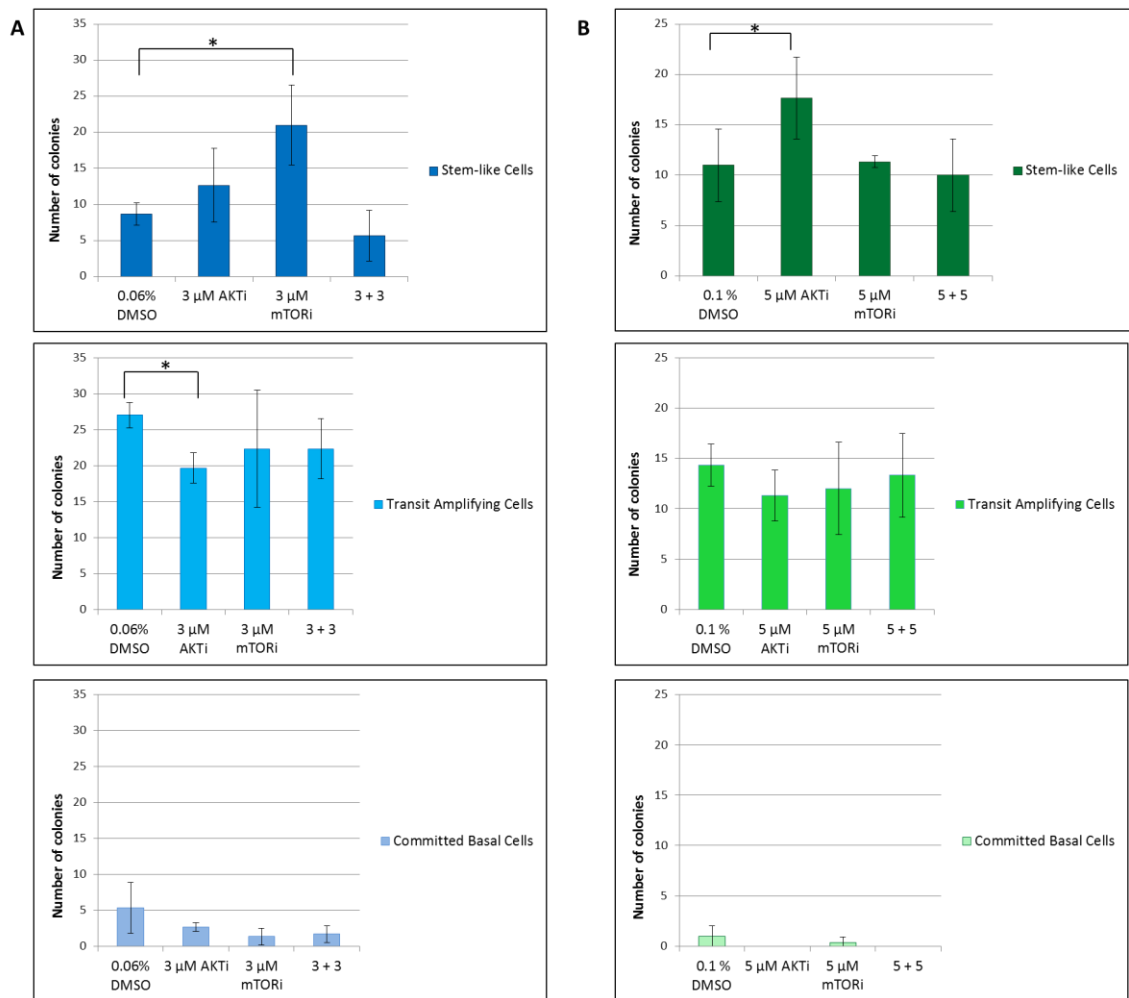 A
35
30
25
20
15
10
5
0
Number of colonies
*
0.06%
DMSO
3 µM AKTi
3 µM
mTORi
3 + 3
Stem-like Cells
B
25
20
15
10
5
0
Number of colonies
*
0.1 %
DMSO
5 µM AKTi
5 µM
mTORi
5 + 5
Stem-like Cells
35
30
25
20
15
10
5
0
Number of colonies
*
0.06%
DMSO
3 µM
AKTi
3 µM
mTORi
3 + 3
Transit Amplifying Cells
25
20
15
10
5
0
Number of colonies
0.1 %
DMSO
5 µM
AKTi
5 µM
mTORi
5 + 5
Transit Amplifying Cells
35
30
25
20
15
10
5
0
Number of colonies
0.06%
DMSO
3 µM AKTi
3 µM
mTORi
3 + 3
Committed Basal Cells
25
20
15
10
5
0
Number of colonies
0.1 %
DMSO
5 µM AKTi
5 µM
mTORi
5 + 5
Committed Basal Cells